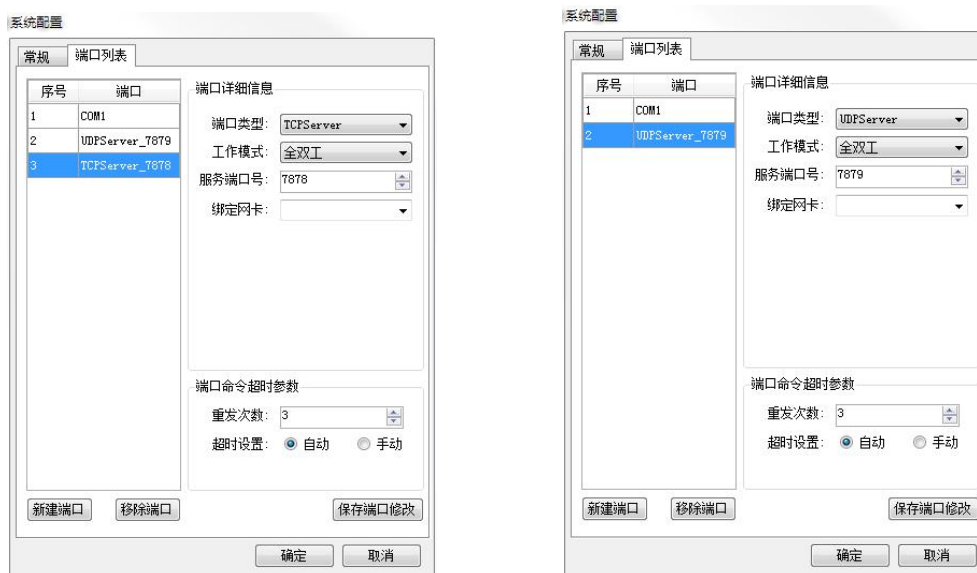 系统配置
常规
端口列表
序号
端口
1
COM1
2
UDPServer_7879
3
TCPServer_7878
端口详细信息
端口类型:
TCPServer
工作模式:
全双工
服务端口号:
7878
绑定网卡:
端口命令超时参数
重发次数:
3
超时设置:
自动
手动
新建端口
移除端口
保存端口修改
确定
取消
系统配置
常规
端口列表
序号
端口
1
COM1
2
UDPServer_7879
端口详细信息
端口类型:
UDPServer
工作模式:
全双工
服务端口号:
7879
绑定网卡:
端口命令超时参数
重发次数:
3
超时设置:
自动
手动
新建端口
移除端口
保存端口修改
确定
取消